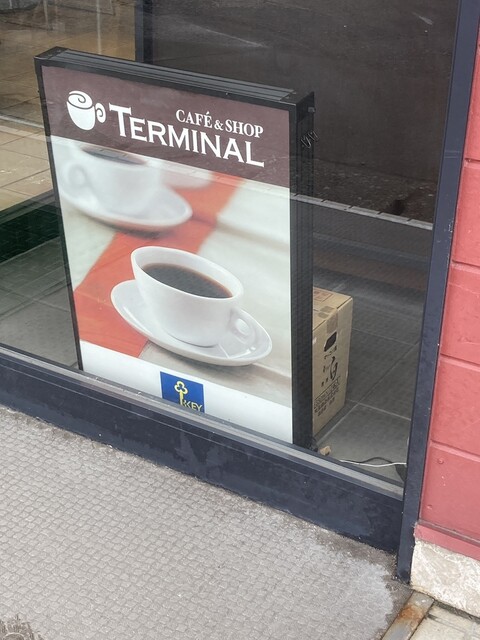 CAFÉ & SHOP
TERMINAL
KEY